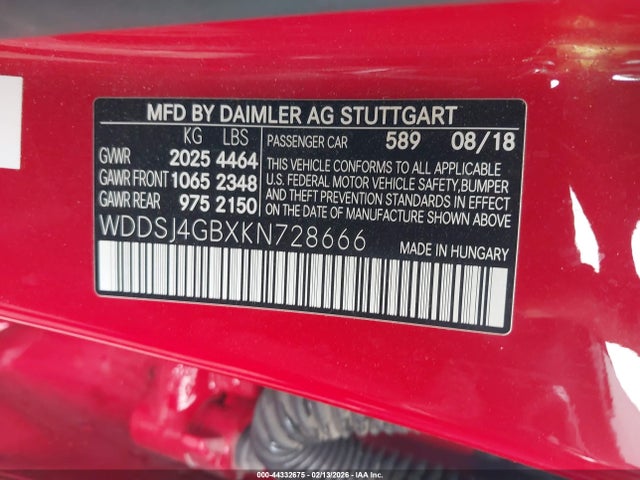 MFD BY DAIMLER AG STUTTGART
KG LBS PASSENGER CAR 589 08/18
GVWR 2025 4464
GAWR FRONT 1065 2348
GAWR REAR 975 2150
THIS VEHICLE CONFORMS TO ALL APPLICABLE
U.S. FEDERAL MOTOR VEHICLE SAFETY, BUMPER
AND THEFT PREVENTION STANDARDS IN EFFECT
ON THE DATE OF MANUFACTURE SHOWN ABOVE
WDDSJ4GBXKN728666
MADE IN HUNGARY
000-44332675 - 02/13/2026 - IAA, Inc.